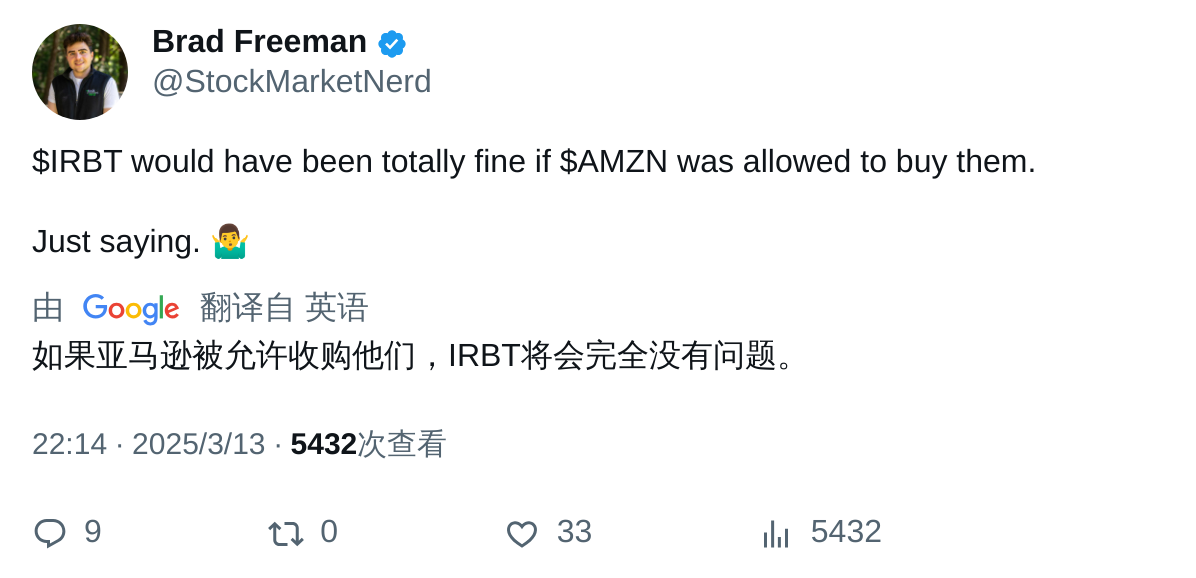 Brad Freeman
@StockMarketNerd
$IRBT would have been totally fine if $AMZN was allowed to buy them.
Just saying. 🤷‍♂️
由 Google 翻译自 英语
如果亚马逊被允许收购他们，IRBT将会完全没有问题。
22:14 · 2025/3/13 · 5432次查看
9 0 33 5432